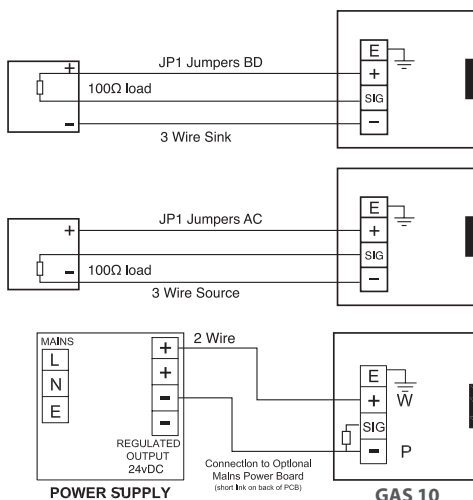 JP1 Jumpers BD
E
+
+
100Ω load
SIG
-
-
3 Wire Sink
JP1 Jumpers AC
E
+
+
SIG
-
100Ω load
-
3 Wire Source
MAINS
L
N
E
+
+
-
-
REGULATED
OUTPUT
24vDC
POWER SUPPLY
2 Wire
Connection to Optional
Mains Power Board
(short link on back of PCB)
E
+
W
SIG
-
P
GAS 10